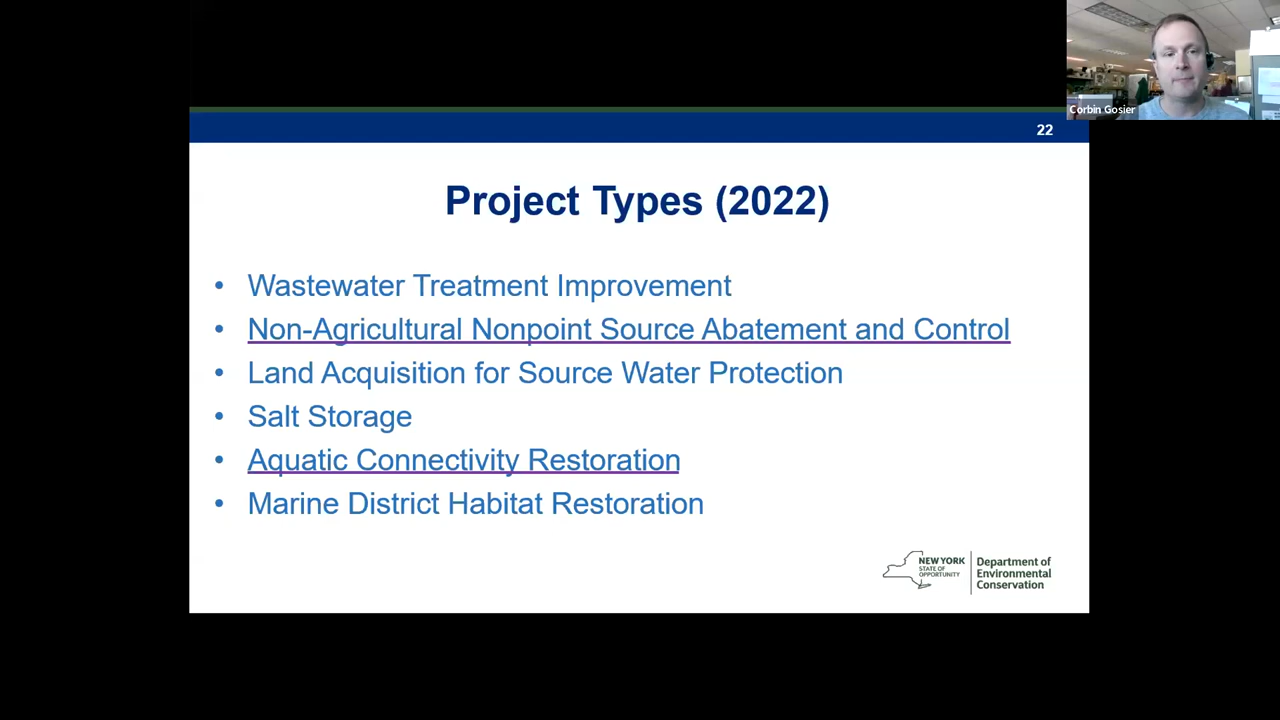 Corbin Gosier
22
Project Types (2022)
• Wastewater Treatment Improvement
• Non-Agricultural Nonpoint Source Abatement and Control
• Land Acquisition for Source Water Protection
• Salt Storage
• Aquatic Connectivity Restoration
• Marine District Habitat Restoration
NEW YORK
STATE OF
OPPORTUNITY
Department of
Environmental
Conservation